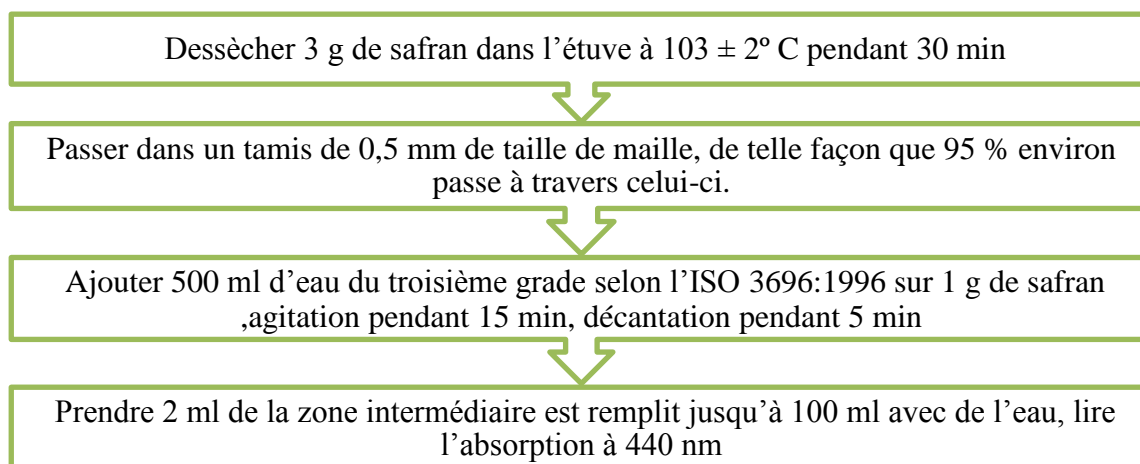 Dessècher 3 g de safran dans l’étuve à 103 ± 2º C pendant 30 min
Passer dans un tamis de 0,5 mm de taille de maille, de telle façon que 95 % environ
passe à travers celui-ci.
Ajouter 500 ml d’eau du troisième grade selon l’ISO 3696:1996 sur 1 g de safran
,agitation pendant 15 min, décantation pendant 5 min
Prendre 2 ml de la zone intermédiaire est remplit jusqu’à 100 ml avec de l’eau, lire
l’absorption à 440 nm